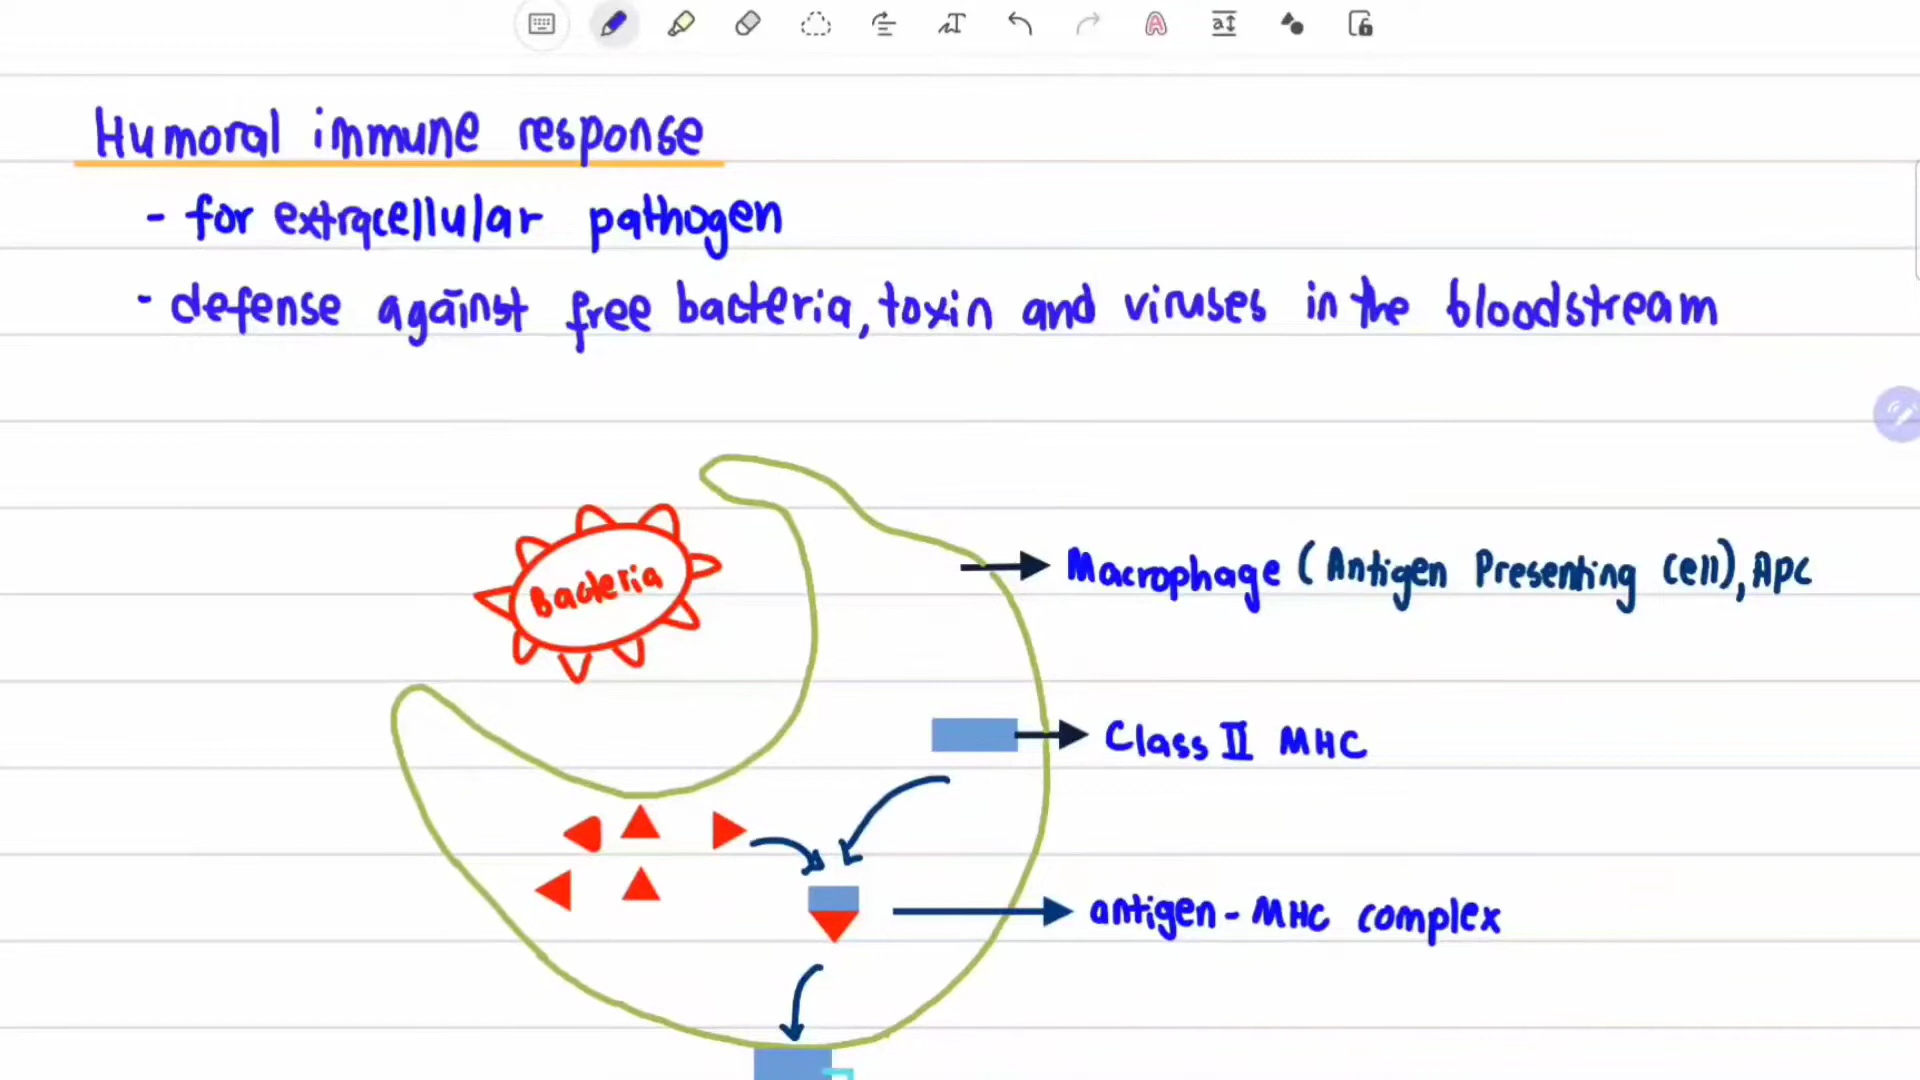 Humoral immune response
- for extracellular pathogen
- defense against free bacteria, toxin and viruses in the bloodstream
Bacteria
Macrophage (Antigen Presenting Cell), APC
Class II MHC
antigen - MHC complex